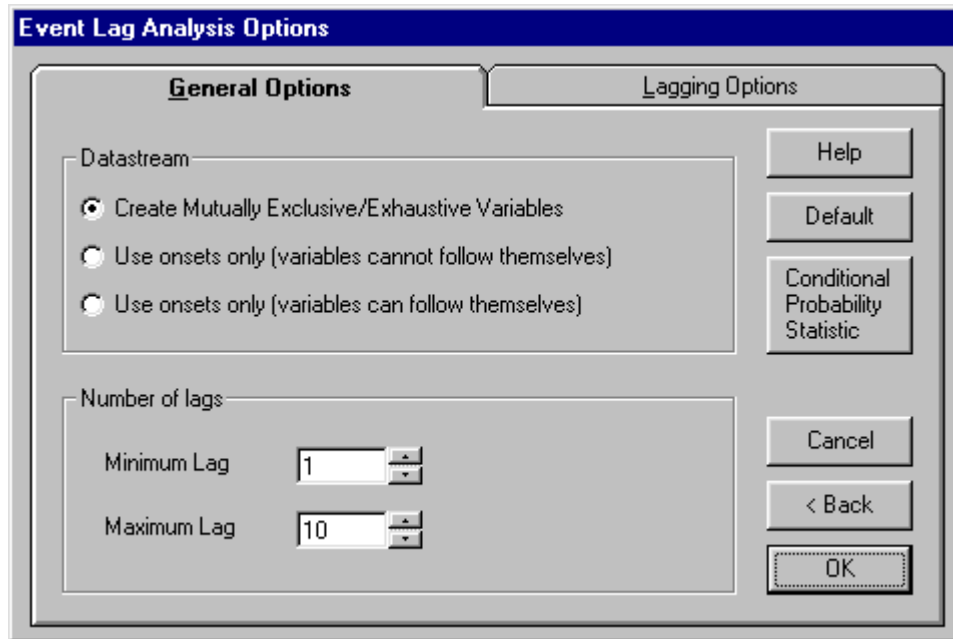 Event Lag Analysis Options
General Options
Lagging Options
Datastream
Create Mutually Exclusive/Exhaustive Variables
Use onsets only (variables cannot follow themselves)
Use onsets only (variables can follow themselves)
Number of lags
Minimum Lag 1
Maximum Lag 10
Help
Default
Conditional
Probability
Statistic
Cancel
< Back
OK